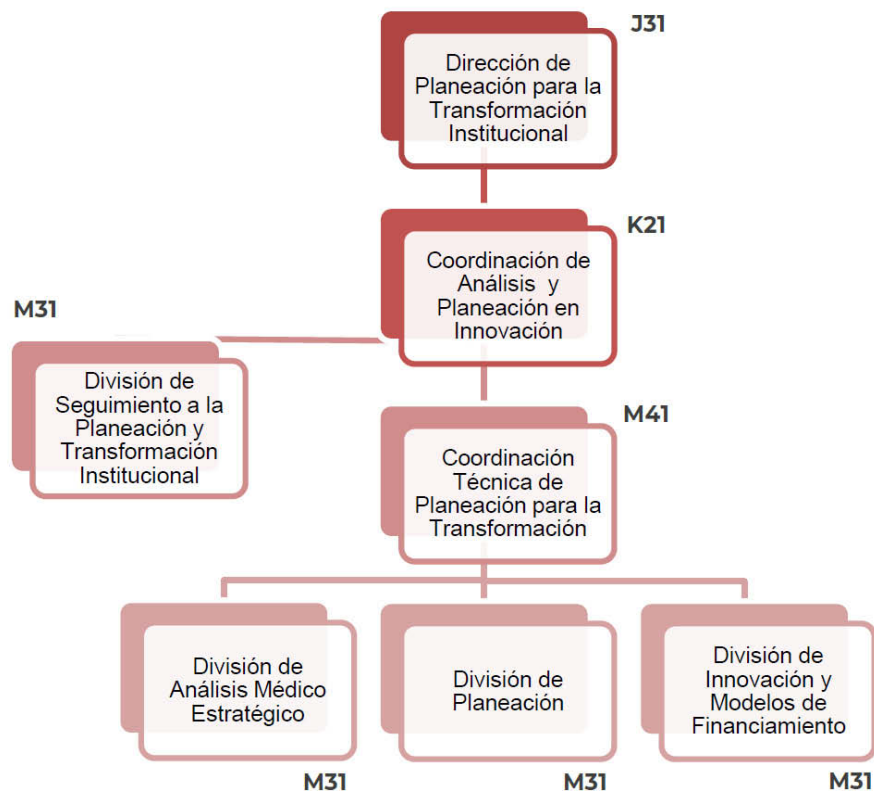 J31
Dirección de
Planeación para la
Transformación
Institucional
K21
Coordinación de
Análisis y
Planeación en
Innovación
M31
División de
Seguimiento a la
Planeación y
Transformación
Institucional
M41
Coordinación
Técnica de
Planeación para la
Transformación
División de
Análisis Médico
Estratégico
M31
División de
Planeación
M31
División de
Innovación y
Modelos de
Financiamiento
M31